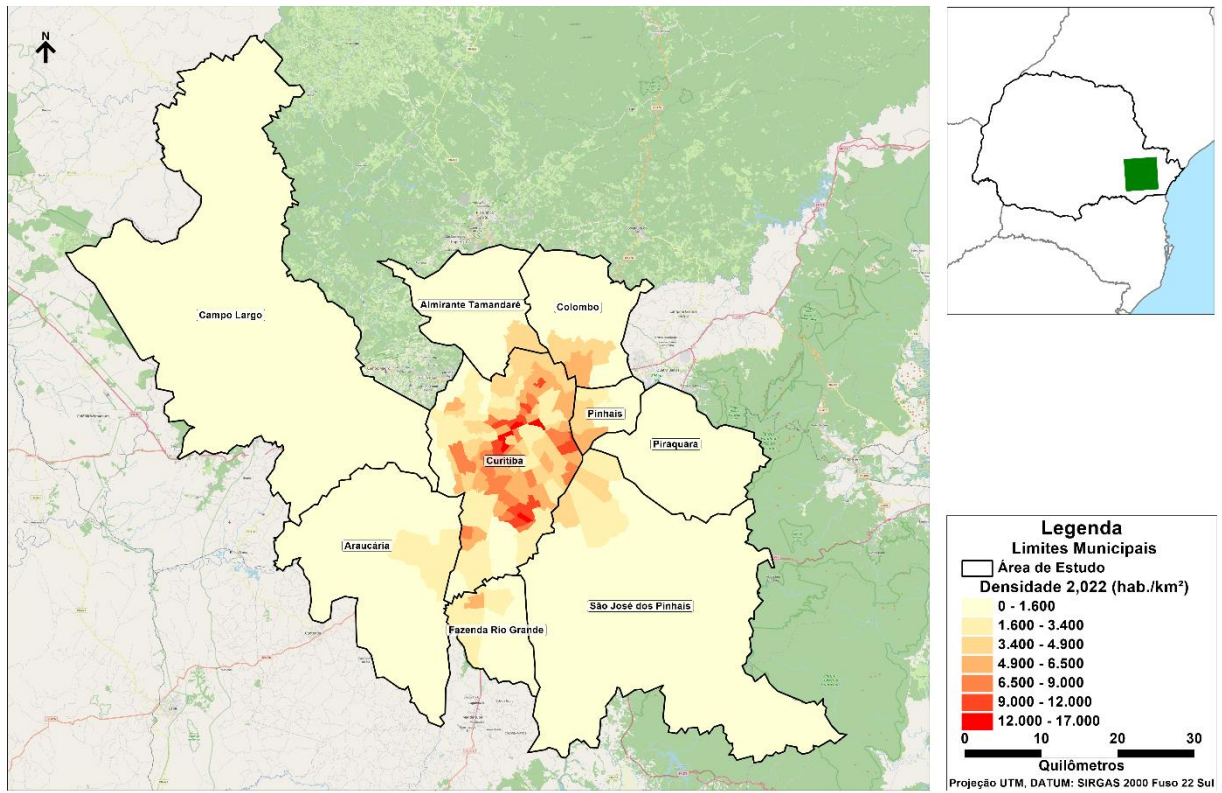 N
Campo Largo
Almirante Tamandaré
Colombo
Pinhais
Piraquara
Curitiba
Araucária
São José dos Pinhais
Fazenda Rio Grande
Legenda
Limites Municipais
Área de Estudo
Densidade 2,022 (hab./km²)
0 - 1.600
1.600 - 3.400
3.400 - 4.900
4.900 - 6.500
6.500 - 9.000
9.000 - 12.000
12.000 - 17.000
0 10 20 30
Quilômetros
Projeção UTM, DATUM: SIRGAS 2000 Fuso 22 Sul